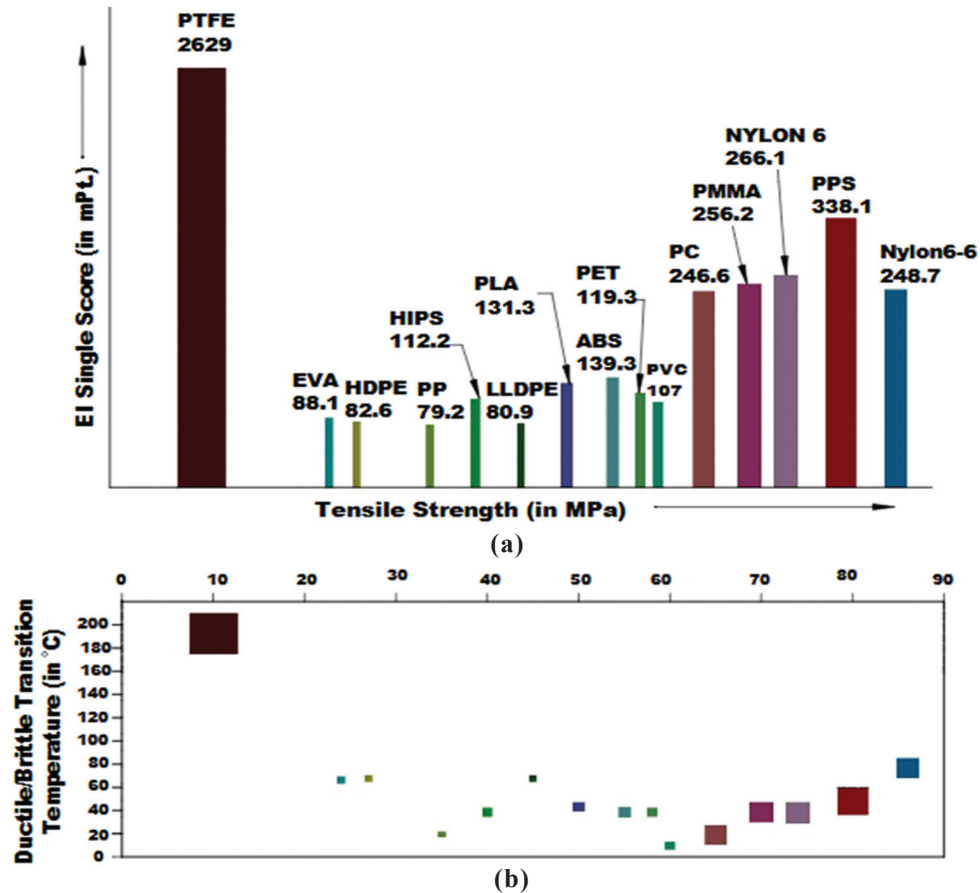 PTFE
2629
EI Single Score (in mPt.)
EVA
88.1
HDPE
82.6
PP
79.2
HIPS
112.2
LLDPE
80.9
PLA
131.3
ABS
139.3
PET
119.3
PVC
107
PC
246.6
PMMA
256.2
NYLON 6
266.1
PPS
338.1
Nylon6-6
248.7
Tensile Strength (in MPa)
(a)
0 10 20 30 40 50 60 70 80 90
Ductile/Brittle Transition
Temperature (in °C)
200
180
160
140
120
100
80
60
40
20
0
(b)